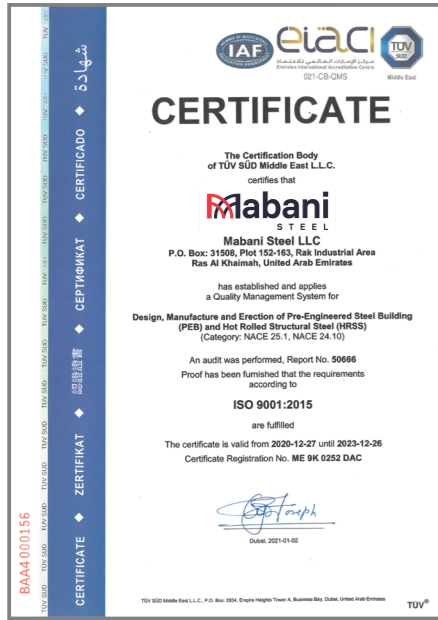 IAF
eiaci
مركز الإمارات العالمي للاعتماد
Emirates International Accreditation Centre
021-CB-QMS
TÜV
SÜD
Middle East
CERTIFICATE
The Certification Body
of TÜV SÜD Middle East L.L.C.
certifies that
Mabani
STEEL
Mabani Steel LLC
P.O. Box: 31508, Plot 152-163, Rak Industrial Area
Ras Al Khaimah, United Arab Emirates
has established and applies
a Quality Management System for
Design, Manufacture and Erection of Pre-Engineered Steel Building
(PEB) and Hot Rolled Structural Steel (HRSS)
(Category: NACE 25.1, NACE 24.10)
An audit was performed, Report No. 50666
Proof has been furnished that the requirements
according to
ISO 9001:2015
are fulfilled
The certificate is valid from 2020-12-27 until 2023-12-26
Certificate Registration No. ME 9K 0252 DAC
Dubai, 2021-01-02
TÜV SÜD Middle East L.L.C., P.O. Box: 2834, Empire Heights Tower A, Business Bay, Dubai, United Arab Emirates
TÜV®
CERTIFICATE ◆ ZERTIFIKAT ◆ 認證證書 ◆ СЕРТИФИКАТ ◆ CERTIFICADO ◆ شهادة
BAA4000156